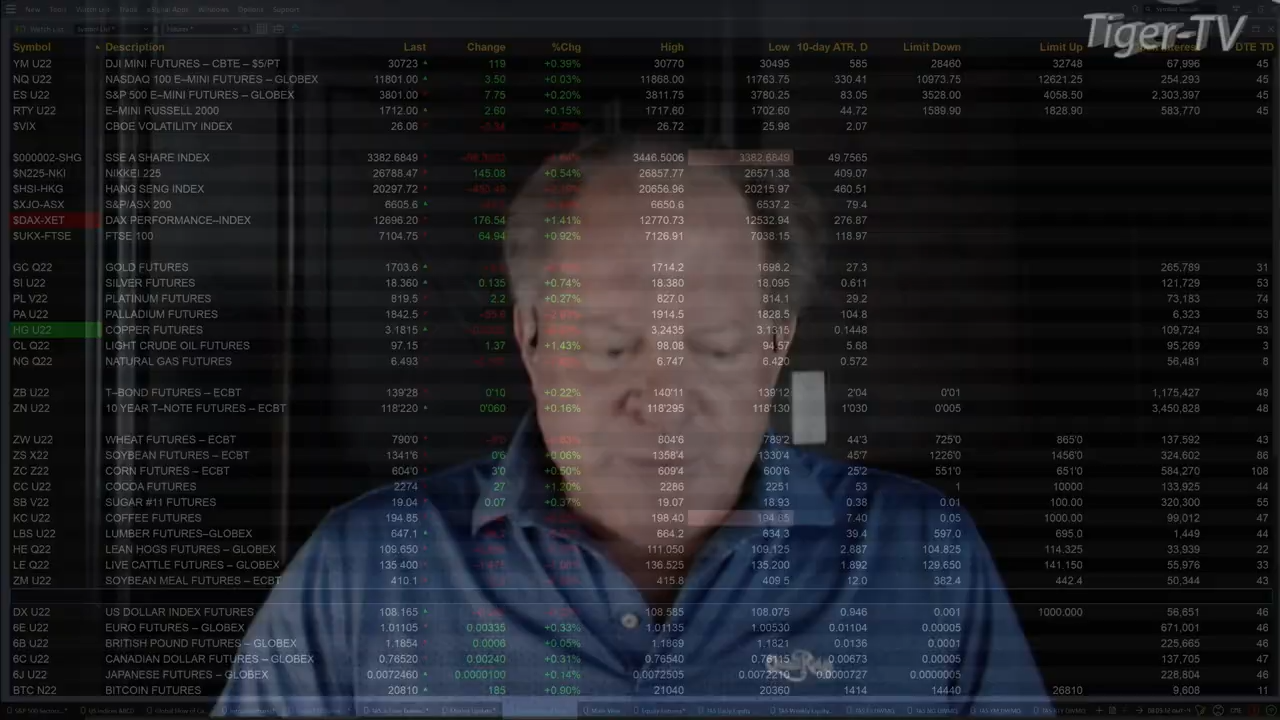 New Tools Watch List Trade eSignal Apps Windows Options Support
Tiger-TV
Symbol Description Last Change %Chg High Low 10-day ATR, D Limit Down Limit Up DTE TD
YM U22 DJI MINI FUTURES – CBTE – $5/PT 30723 119 +0.39% 30770 30495 585 28460 32748 67,996 45
NQ U22 NASDAQ 100 E–MINI FUTURES – GLOBEX 11801.00 3.50 +0.03% 11868.00 11763.75 330.41 10973.75 12621.25 254,293 45
ES U22 S&P 500 E–MINI FUTURES – GLOBEX 3801.00 7.75 +0.20% 3811.75 3780.25 83.05 3528.00 4058.50 2,303,397 45
RTY U22 E–MINI RUSSELL 2000 1712.00 2.60 +0.15% 1717.60 1702.60 44.72 1589.90 1828.90 583,770 45
$VIX CBOE VOLATILITY INDEX 26.06 26.72 25.98 2.07
$000002-SHG SSE A SHARE INDEX 3382.6849 3446.5006 3382.6849 49.7565
$N225-NKI NIKKEI 225 26788.47 145.08 +0.54% 26857.77 26571.38 409.07
$HSI-HKG HANG SENG INDEX 20297.72 20656.96 20215.97 460.51
$XJO-ASX S&P/ASX 200 6605.6 6650.6 6537.2 79.4
$DAX-XET DAX PERFORMANCE–INDEX 12696.20 176.54 +1.41% 12770.73 12532.94 276.87
$UKX-FTSE FTSE 100 7104.75 64.94 +0.92% 7126.91 7038.15 118.97
GC Q22 GOLD FUTURES 1703.6 1714.2 1698.2 27.3 265,789 31
SI U22 SILVER FUTURES 18.360 0.135 +0.74% 18.380 18.095 0.611 121,729 53
PL V22 PLATINUM FUTURES 819.5 2.2 +0.27% 827.0 814.1 29.2 73,183 74
PA U22 PALLADIUM FUTURES 1842.5 1914.5 1828.5 104.8 6,323 53
HG U22 COPPER FUTURES 3.1815 3.2435 3.1315 0.1448 109,724 53
CL Q22 LIGHT CRUDE OIL FUTURES 97.15 1.37 +1.43% 98.08 94.57 5.68 95,269 3
NG Q22 NATURAL GAS FUTURES 6.493 6.747 6.420 0.572 56,481 8
ZB U22 T–BOND FUTURES – ECBT 139'28 0'10 +0.22% 140'11 139'12 2'04 0'01 1,175,427 48
ZN U22 10 YEAR T–NOTE FUTURES – ECBT 118'220 0'060 +0.16% 118'295 118'130 1'030 0'005 3,450,828 48
ZW U22 WHEAT FUTURES – ECBT 790'0 804'6 789'2 44'3 725'0 865'0 137,592 43
ZS X22 SOYBEAN FUTURES – ECBT 1341'6 0'6 +0.06% 1358'4 1330'4 45'7 1226'0 1456'0 324,602 86
ZC Z22 CORN FUTURES – ECBT 604'0 3'0 +0.50% 609'4 600'6 25'2 551'0 651'0 584,270 108
CC U22 COCOA FUTURES 2274 27 +1.20% 2286 2251 53 1 10000 133,925 44
SB V22 SUGAR #11 FUTURES 19.04 0.07 +0.37% 19.07 18.93 0.38 0.01 100.00 320,300 55
KC U22 COFFEE FUTURES 194.85 198.40 194.85 7.40 0.05 1000.00 99,012 47
LBS U22 LUMBER FUTURES–GLOBEX 647.1 664.2 634.3 39.4 597.0 695.0 1,449 44
HE Q22 LEAN HOGS FUTURES – GLOBEX 109.650 111.050 109.125 2.687 104.825 114.325 33,939 22
LE Q22 LIVE CATTLE FUTURES –GLOBEX 135.400 136.525 135.200 1.892 129.650 141.150 55,976 33
ZM U22 SOYBEAN MEAL FUTURES – ECBT 410.1 415.8 409.5 12.0 382.4 442.4 50,344 43
DX U22 US DOLLAR INDEX FUTURES 108.165 108.585 108.075 0.946 0.001 1000.000 56,651 46
6E U22 EURO FUTURES – GLOBEX 1.01105 0.00335 +0.33% 1.01135 1.00530 0.01104 0.00005 671,001 46
6B U22 BRITISH POUND FUTURES – GLOBEX 1.1854 0.0006 +0.05% 1.1869 1.1821 0.0136 0.0001 225,665 46
6C U22 CANADIAN DOLLAR FUTURES – GLOBEX 0.76520 0.00240 +0.31% 0.76540 0.76115 0.00673 0.00005 137,705 47
6J U22 JAPANESE FUTURES – GLOBEX 0.0072460 0.0000100 +0.14% 0.0072505 0.0072210 0.0000727 0.0000005 228,804 46
BTC N22 BITCOIN FUTURES 20810 185 +0.90% 21040 20360 1414 14440 26810 9,608 11